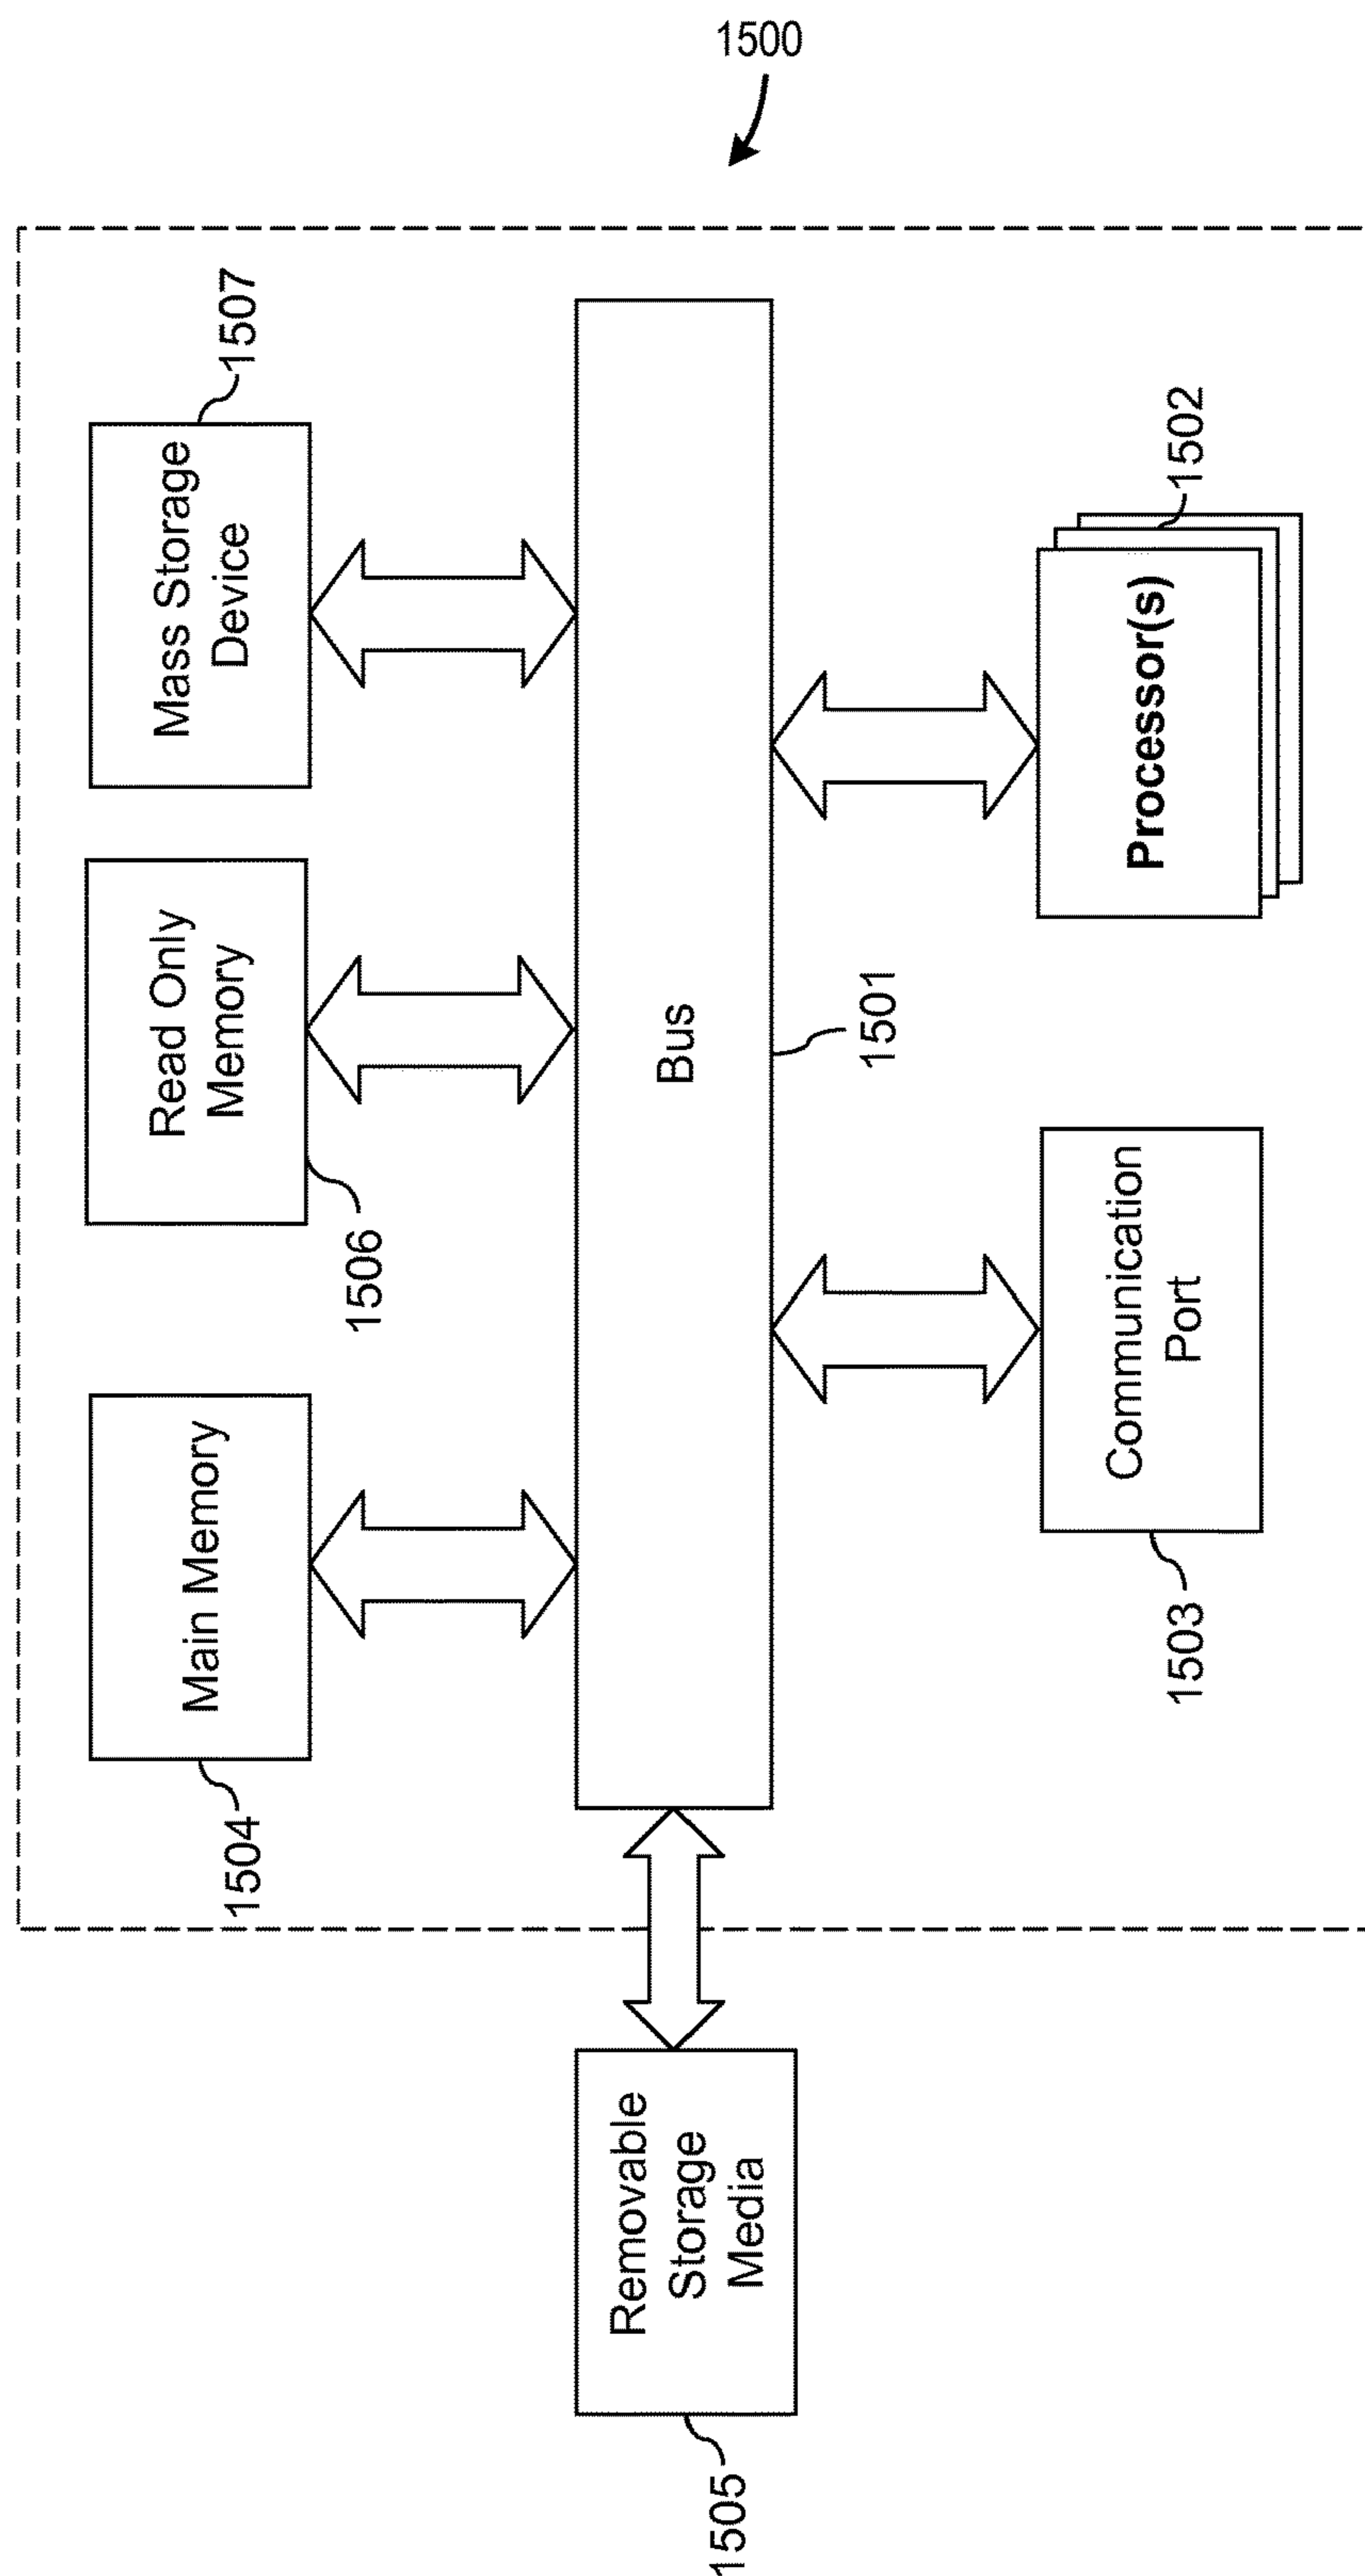 1500
Main Memory
1504
Read Only
Memory
1506
Mass Storage
Device
1507
Removable
Storage
Media
1505
Bus
1501
Communication
Port
1503
Processor(s)
1502